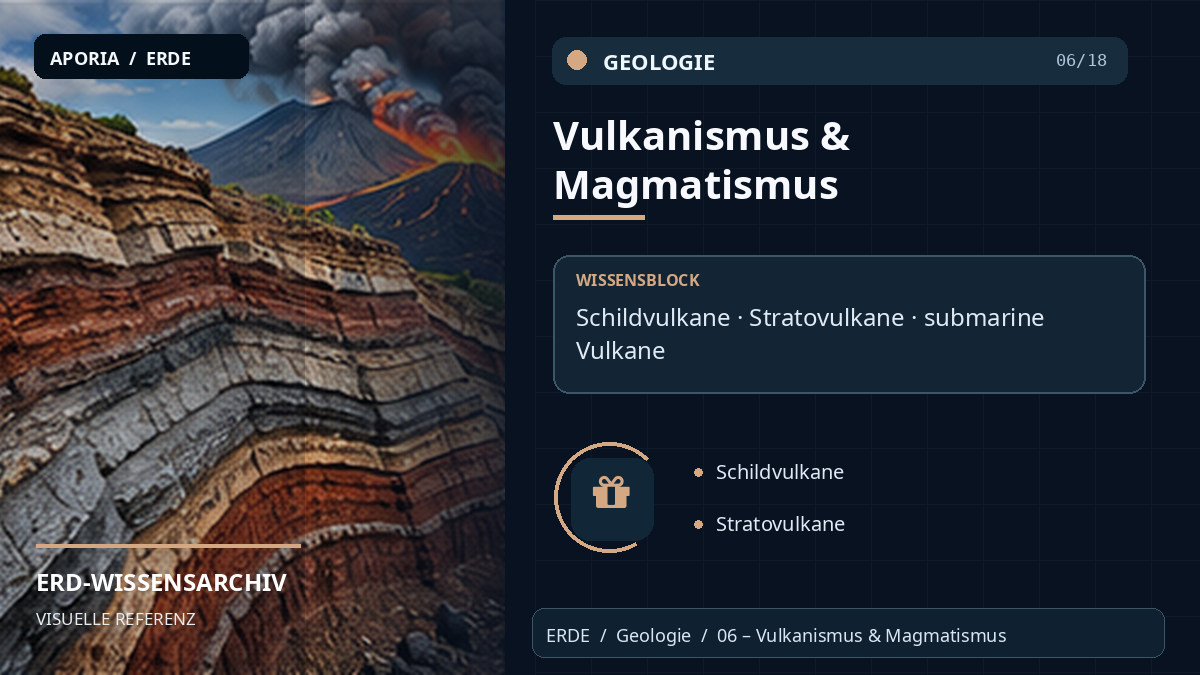 APORIA / ERDE
ERD-WISSENSARCHIV
VISUELLE REFERENZ
GEOLOGIE
06/18
Vulkanismus &
Magmatismus
WISSENSBLOCK
Schildvulkane · Stratovulkane · submarine
Vulkane
Schildvulkane
Stratovulkane
ERDE / Geologie / 06 – Vulkanismus & Magmatismus